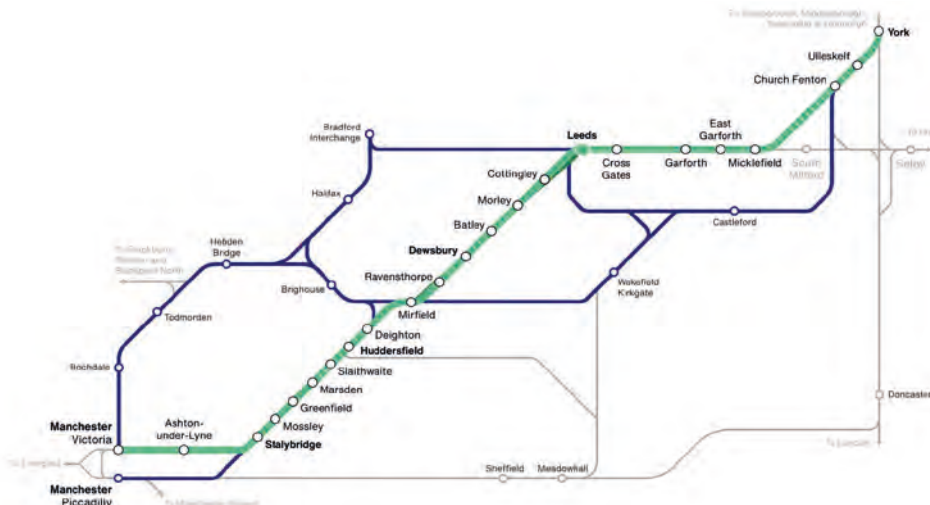 York
Ulleskelf
Church Fenton
Bradford
Interchange
Leeds
East
Garforth
Cross
Gates
Garforth
Micklefield
South
Milford
Selby
Cottingley
Halifax
Morley
Batley
Castleford
Hebden
Bridge
Dewsbury
Ravensthorpe
Wakefield
Kirkgate
Brighouse
Mirfield
Todmorden
Deighton
Huddersfield
Slaithwaite
Rochdale
Marsden
Greenfield
Doncaster
Mossley
Manchester
Victoria
Ashton-
under-Lyne
Stalybridge
Sheffield
Meadowhall
Manchester
Piccadilly